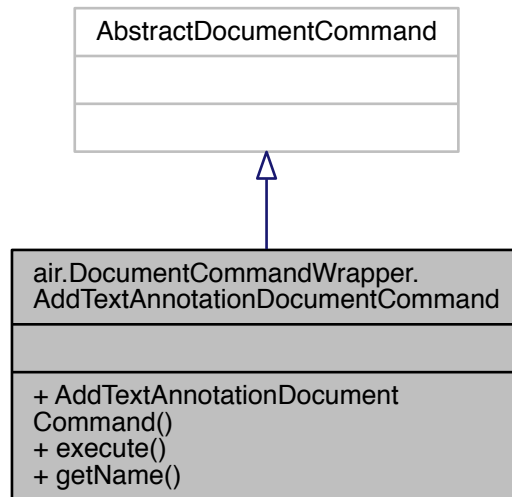 AbstractDocumentCommand
air.DocumentCommandWrapper.
AddTextAnnotationDocumentCommand
+ AddTextAnnotationDocument
Command()
+ execute()
+ getName()